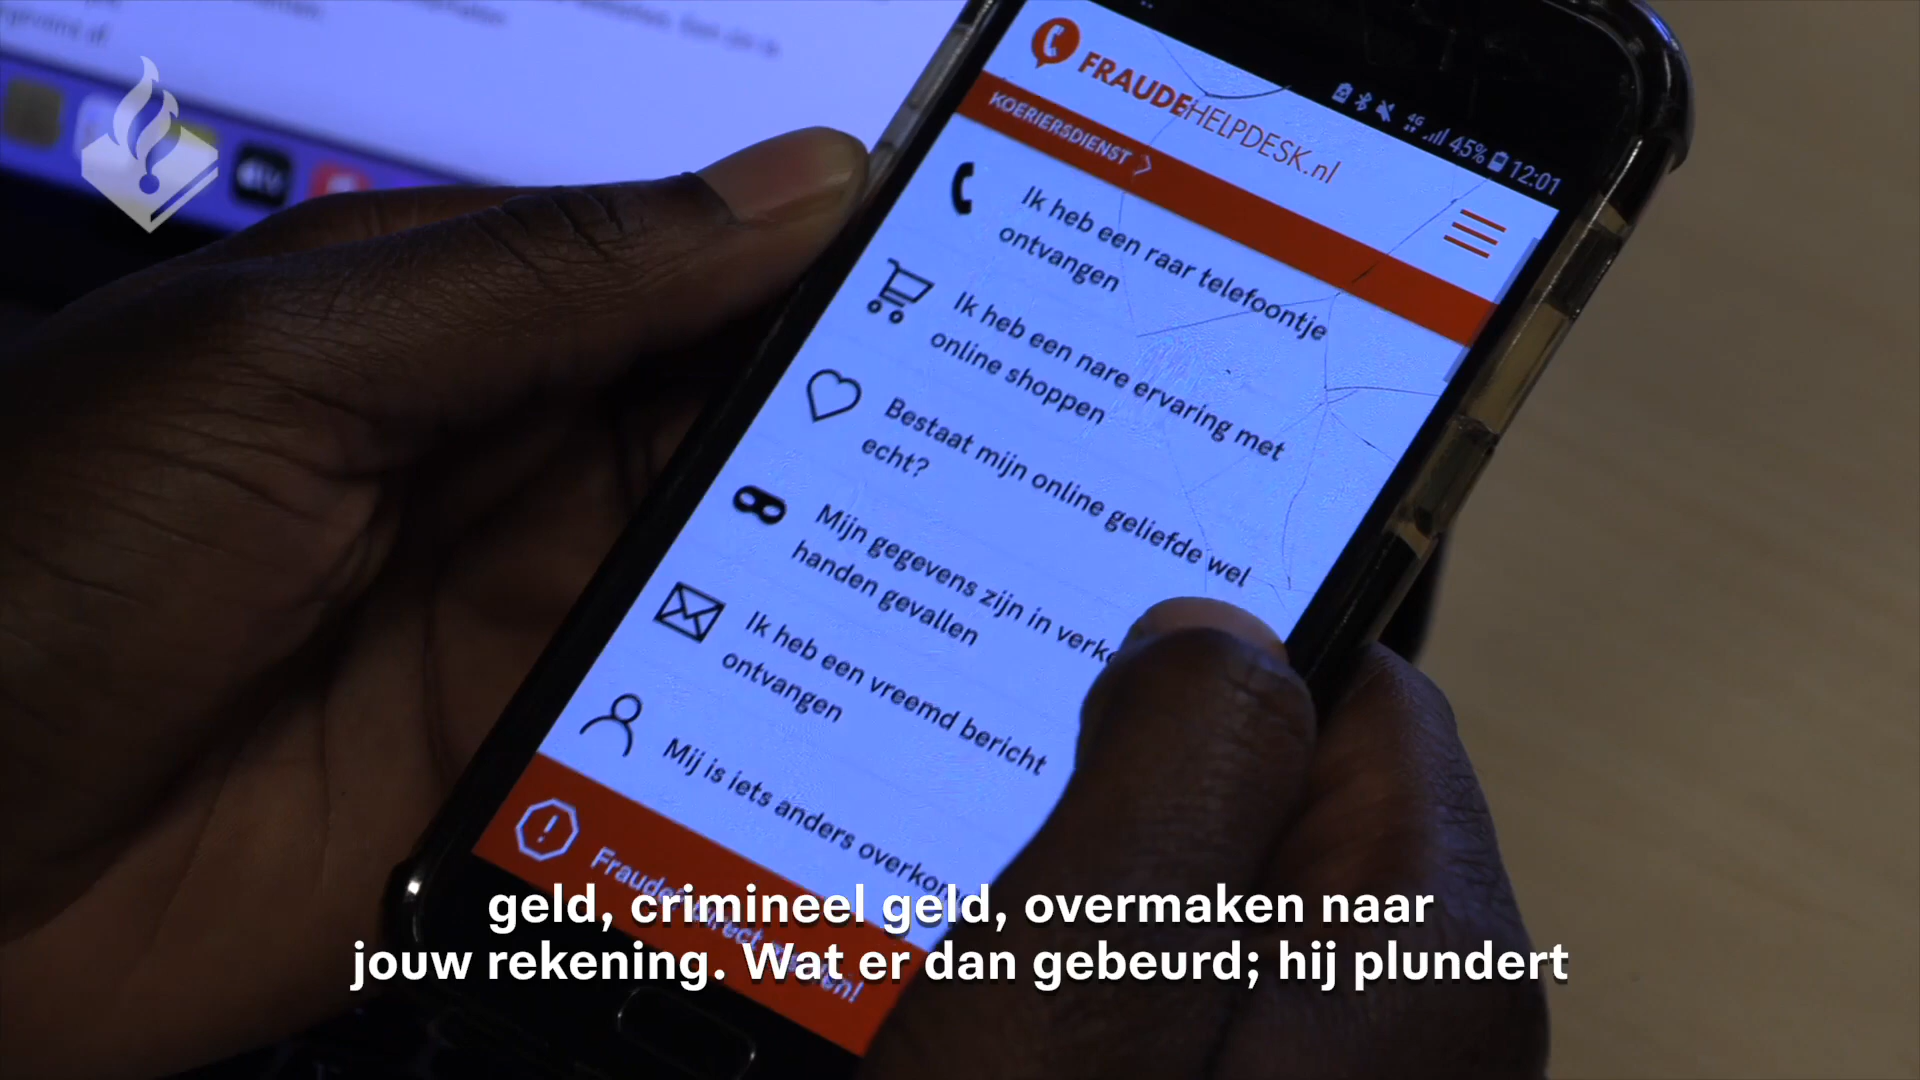 FRAUDEHELPDESK.nl
4G 45% 12:01
KOERIERSDIENST
Ik heb een raar telefoontje
ontvangen
Ik heb een nare ervaring met
online shoppen
Bestaat mijn online geliefde wel
echt?
Mijn gegevens zijn in
handen gevallen
Ik heb een vreemd bericht
ontvangen
Mij is iets anders
geld, crimineel geld, overmaken naar
jouw rekening. Wat er dan gebeurd; hij plundert